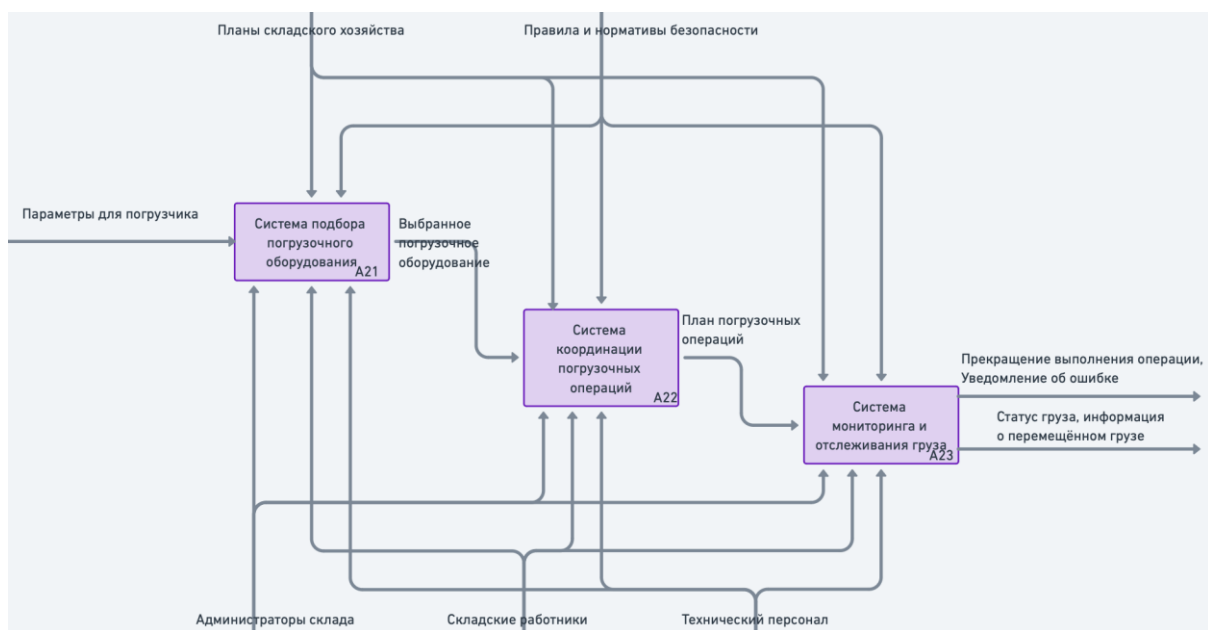 Планы складского хозяйства
Правила и нормативы безопасности
Параметры для погрузчика
Система подбора
погрузочного
оборудования
A21
Выбранное
погрузочное
оборудование
Система
координации
погрузочных
операций
A22
План погрузочных
операций
Система
мониторинга и
отслеживания груза
A23
Прекращение выполнения операции,
Уведомление об ошибке
Статус груза, информация
о перемещённом грузе
Администраторы склада
Складские работники
Технический персонал